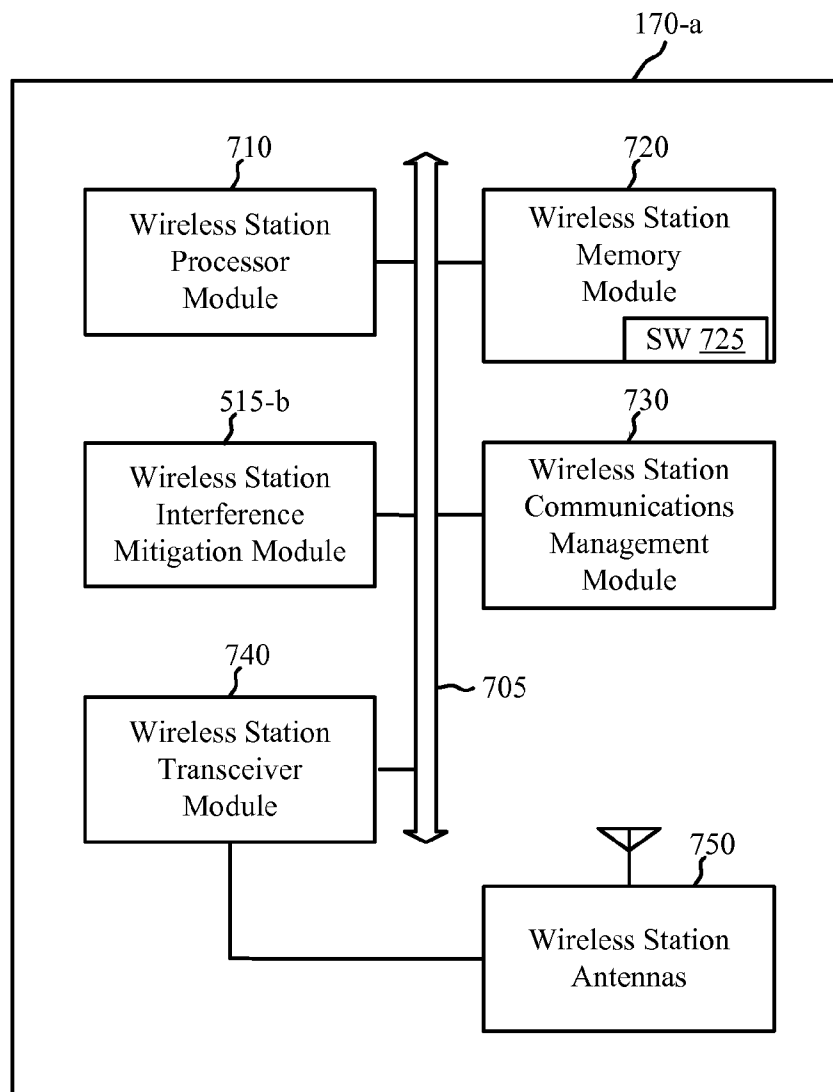 170-a
710
Wireless Station
Processor
Module
720
Wireless Station
Memory
Module
SW 725
515-b
Wireless Station
Interference
Mitigation Module
730
Wireless Station
Communications
Management
Module
740
Wireless Station
Transceiver
Module
705
750
Wireless Station
Antennas